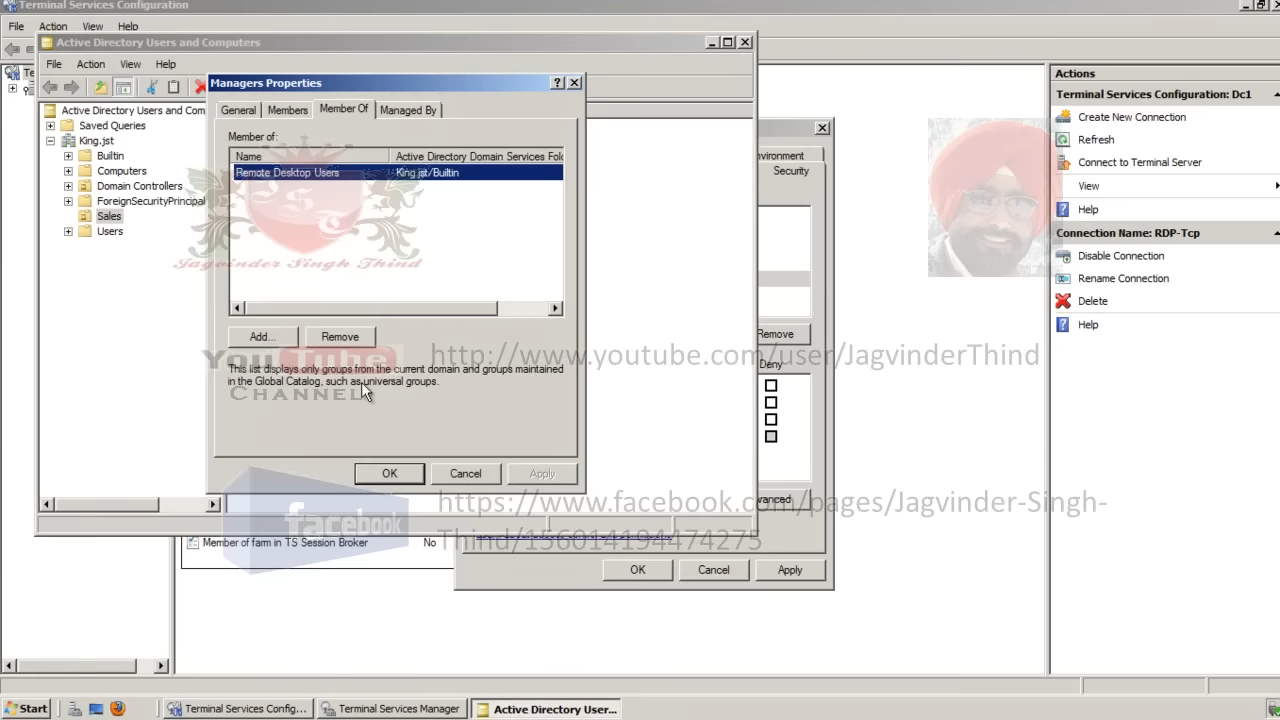 Terminal Services Configuration
File Action View Help
Active Directory Users and Computers
File Action View Help
Managers Properties
General Members Member Of Managed By
Member of:
Name Active Directory Domain Services Fol
Remote Desktop Users King.jst/Builtin
Add... Remove
This list displays only groups from the current domain and groups maintained
in the Global Catalog, such as universal groups.
OK Cancel Apply
Active Directory Users and Com
Saved Queries
King.jst
Builtin
Computers
Domain Controllers
ForeignSecurityPrincipal
Sales
Users
Jagvinder Singh Thind
YouTube
CHANNEL
http://www.youtube.com/user/JagvinderThind
facebook
https://www.facebook.com/pages/Jagvinder-Singh-
Thind/156014194474275
Te
nvironment
Security
Remove
Deny
vanced
Member of farm in TS Session Broker No
OK Cancel Apply
Actions
Terminal Services Configuration: Dc1
Create New Connection
Refresh
Connect to Terminal Server
View
Help
Connection Name: RDP-Tcp
Disable Connection
Rename Connection
Delete
Help
Start
Terminal Services Config...
Terminal Services Manager
Active Directory User...